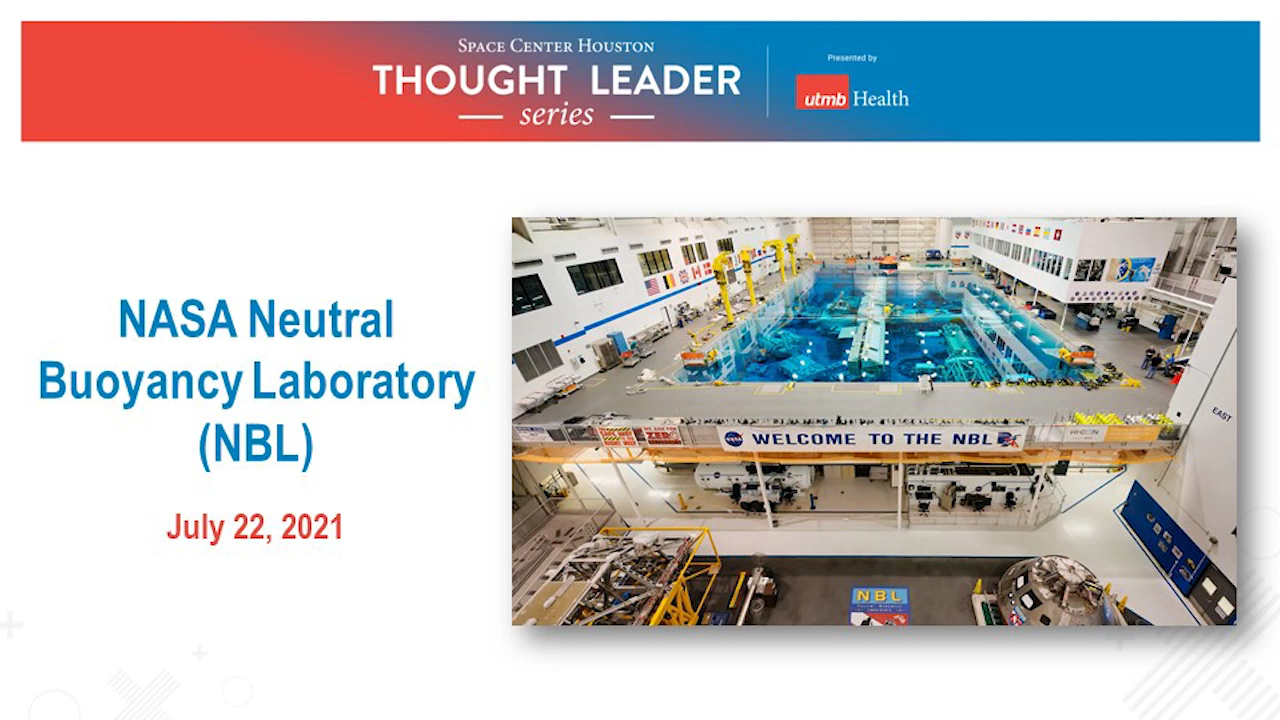 SPACE CENTER HOUSTON
THOUGHT LEADER
series
Presented by
utmb Health
NASA Neutral
Buoyancy Laboratory
(NBL)
July 22, 2021
EAST
NASA WELCOME TO THE NBL
NBL